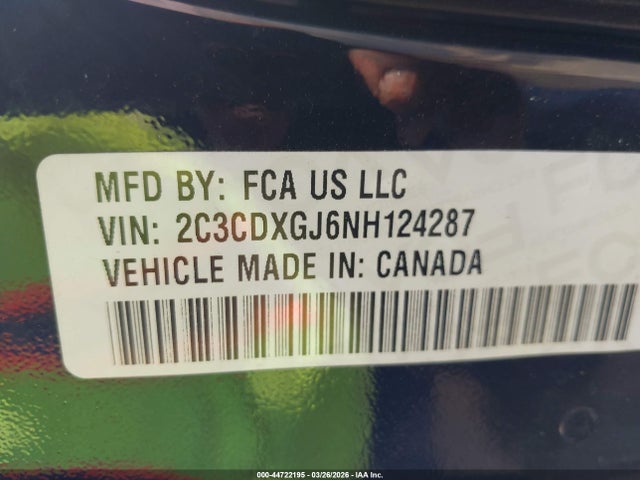 MFD BY: FCA US LLC
VIN: 2C3CDXGJ6NH124287
VEHICLE MADE IN: CANADA
000-44722195 - 03/26/2026 - IAA Inc.